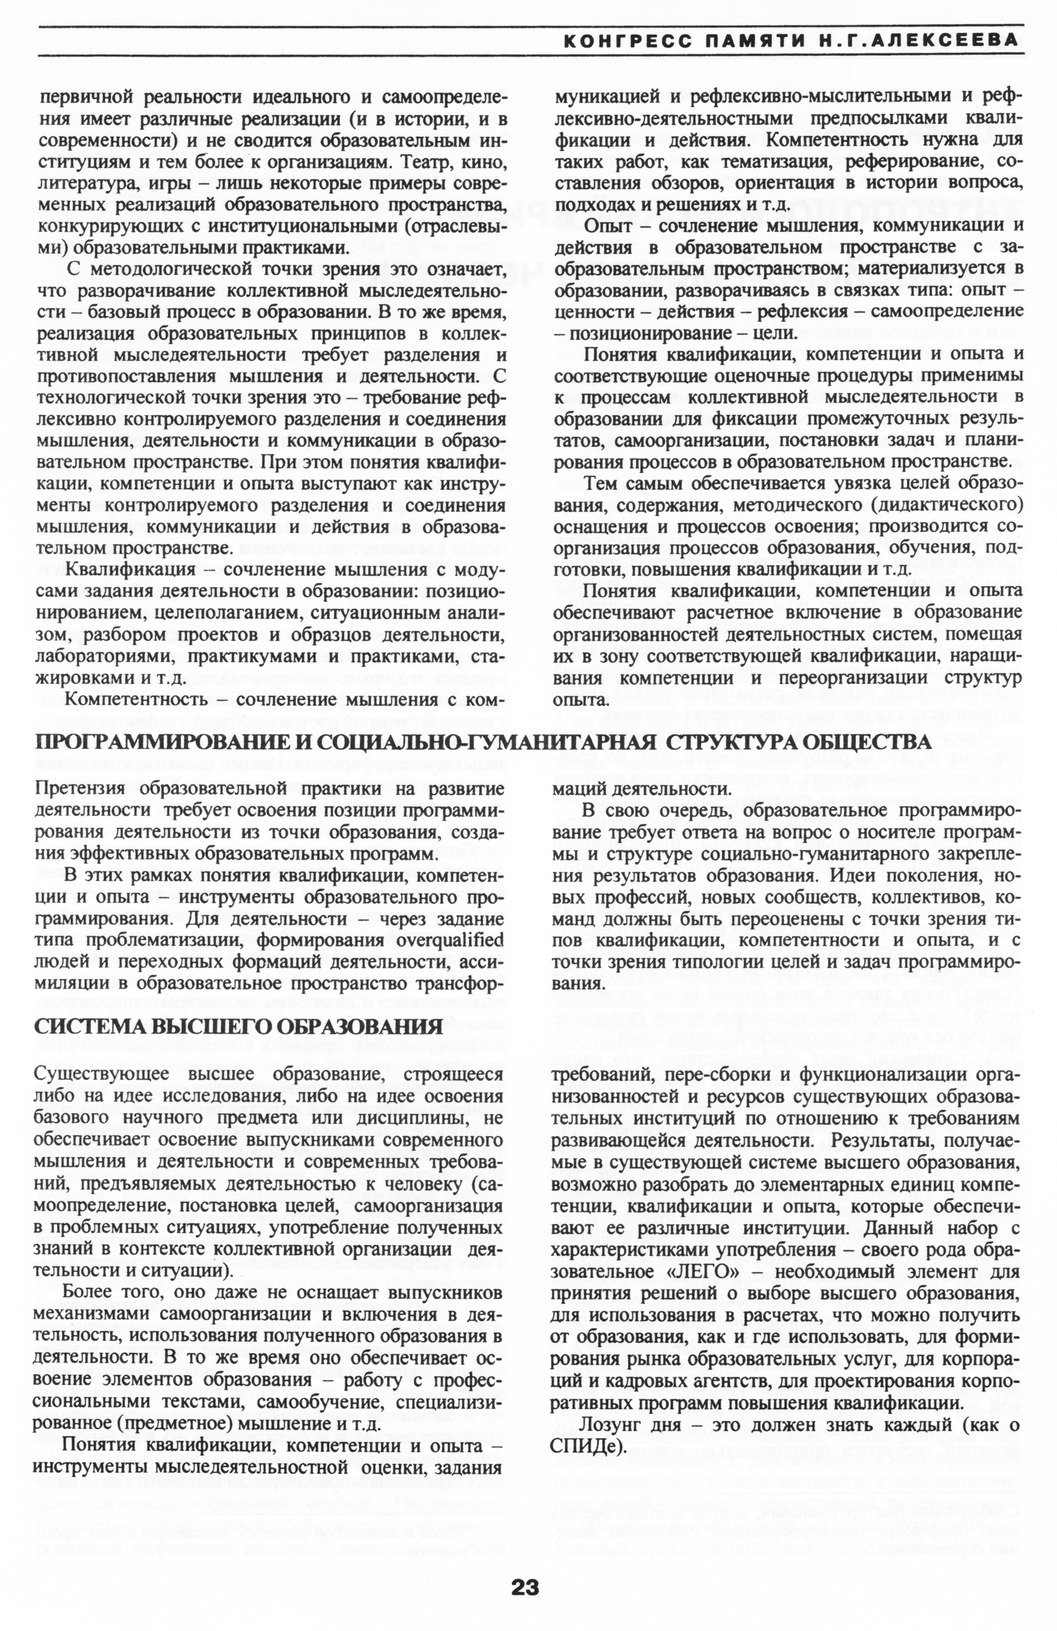 КОНГРЕСС ПАМЯТИ Н.Г.АЛЕКСЕЕВА
первичной реальности идеального и самоопределе-
ния имеет различные реализации (и в истории, и в
современности) и не сводится образовательным ин-
ституциям и тем более к организациям. Театр, кино,
литература, игры – лишь некоторые примеры совре-
менных реализаций образовательного пространства,
конкурирующих с институциональными (отраслевы-
ми) образовательными практиками.
С методологической точки зрения это означает,
что разворачивание коллективной мыследеятельно-
сти – базовый процесс в образовании. В то же время,
реализация образовательных принципов в коллек-
тивной мыследеятельности требует разделения и
противопоставления мышления и деятельности. С
технологической точки зрения это – требование реф-
лексивно контролируемого разделения и соединения
мышления, деятельности и коммуникации в образо-
вательном пространстве. При этом понятия квалифи-
кации, компетенции и опыта выступают как инстру-
менты контролируемого разделения и соединения
мышления, коммуникации и действия в образова-
тельном пространстве.
Квалификация – сочленение мышления с моду-
сами задания деятельности в образовании: позицио-
нированием, целеполаганием, ситуационным анали-
зом, разбором проектов и образцов деятельности,
лабораториями, практикумами и практиками, ста-
жировками и т.д.
Компетентность – сочленение мышления с ком-
муникацией и рефлексивно-мыслительными и реф-
лексивно-деятельностными предпосылками квали-
фикации и действия. Компетентность нужна для
таких работ, как тематизация, реферирование, со-
ставления обзоров, ориентация в истории вопроса,
подходах и решениях и т.д.
Опыт – сочленение мышления, коммуникации и
действия в образовательном пространстве с за-
образовательным пространством; материализуется в
образовании, разворачиваясь в связках типа: опыт –
ценности – действия – рефлексия – самоопределение
– позиционирование – цели.
Понятия квалификации, компетенции и опыта и
соответствующие оценочные процедуры применимы
к процессам коллективной мыследеятельности в
образовании для фиксации промежуточных резуль-
татов, самоорганизации, постановки задач и плани-
рования процессов в образовательном пространстве.
Тем самым обеспечивается увязка целей образо-
вания, содержания, методического (дидактического)
оснащения и процессов освоения; производится со-
организация процессов образования, обучения, под-
готовки, повышения квалификации и т.д.
Понятия квалификации, компетенции и опыта
обеспечивают расчетное включение в образование
организованностей деятельностных систем, помещая
их в зону соответствующей квалификации, наращи-
вания компетенции и переорганизации структур
опыта.
ПРОГРАММИРОВАНИЕ И СОЦИАЛЬНО-ГУМАНИТАРНАЯ СТРУКТУРА ОБЩЕСТВА
Претензия образовательной практики на развитие
деятельности требует освоения позиции программи-
рования деятельности из точки образования, созда-
ния эффективных образовательных программ.
В этих рамках понятия квалификации, компетен-
ции и опыта – инструменты образовательного про-
граммирования. Для деятельности – через задание
типа проблематизации, формирования overqualified
людей и переходных формаций деятельности, асси-
миляции в образовательное пространство трансфор-
маций деятельности.
В свою очередь, образовательное программиро-
вание требует ответа на вопрос о носителе програм-
мы и структуре социально-гуманитарного закрепле-
ния результатов образования. Идеи поколения, но-
вых профессий, новых сообществ, коллективов, ко-
манд должны быть переоценены с точки зрения ти-
пов квалификации, компетентности и опыта, и с
точки зрения типологии целей и задач программиро-
вания.
СИСТЕМА ВЫСШЕГО ОБРАЗОВАНИЯ
Существующее высшее образование, строящееся
либо на идее исследования, либо на идее освоения
базового научного предмета или дисциплины, не
обеспечивает освоение выпускниками современного
мышления и деятельности и современных требова-
ний, предъявляемых деятельностью к человеку (са-
моопределение, постановка целей, самоорганизация
в проблемных ситуациях, употребление полученных
знаний в контексте коллективной организации дея-
тельности и ситуации).
Более того, оно даже не оснащает выпускников
механизмами самоорганизации и включения в дея-
тельность, использования полученного образования в
деятельности. В то же время оно обеспечивает ос-
воение элементов образования – работу с профес-
сиональными текстами, самообучение, специализи-
рованное (предметное) мышление и т.д.
Понятия квалификации, компетенции и опыта –
инструменты мыследеятельностной оценки, задания
требований, пере-сборки и функционализации орга-
низованностей и ресурсов существующих образова-
тельных институций по отношению к требованиям
развивающейся деятельности. Результаты, получае-
мые в существующей системе высшего образования,
возможно разобрать до элементарных единиц компе-
тенции, квалификации и опыта, которые обеспечи-
вают ее различные институции. Данный набор с
характеристиками употребления – своего рода обра-
зовательное «ЛЕГО» – необходимый элемент для
принятия решений о выборе высшего образования,
для использования в расчетах, что можно получить
от образования, как и где использовать, для форми-
рования рынка образовательных услуг, для корпора-
ций и кадровых агентств, для проектирования корпо-
ративных программ повышения квалификации.
Лозунг дня – это должен знать каждый (как о
СПИДе).
23